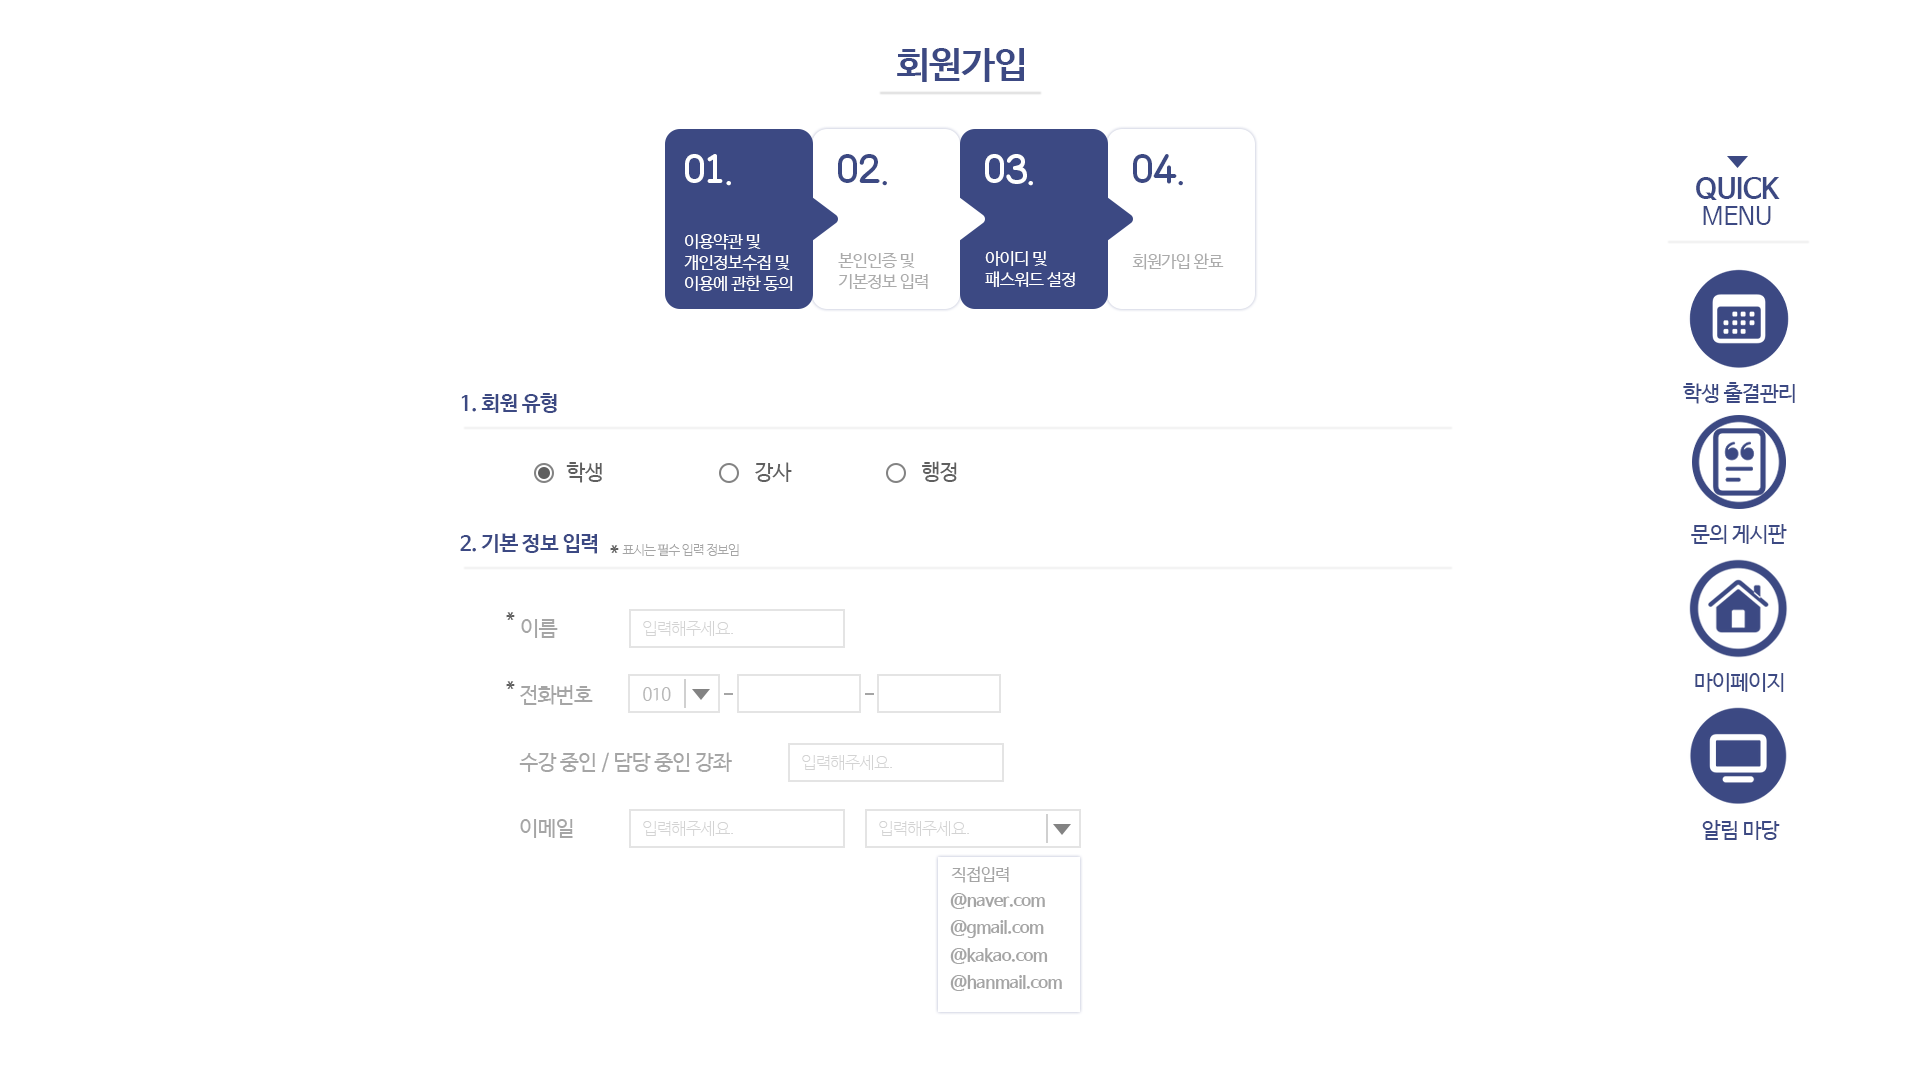 회원가입
01.
이용약관 및
개인정보수집 및
이용에 관한 동의
02.
본인인증 및
기본정보 입력
03.
아이디 및
패스워드 설정
04.
회원가입 완료
1. 회원 유형
학생 강사 행정
2. 기본 정보 입력 * 표시는 필수 입력 정보임
* 이름 입력해주세요.
* 전화번호 010 - -
수강 중인 / 담당 중인 강좌 입력해주세요.
이메일 입력해주세요. 입력해주세요.
직접입력
@naver.com
@gmail.com
@kakao.com
@hanmail.com
QUICK
MENU
학생 출결관리
문의 게시판
마이페이지
알림 마당